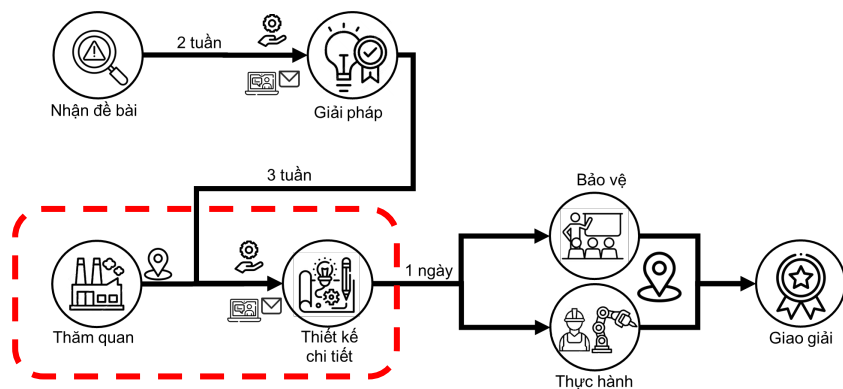 2 tuần
Nhận đề bài
Giải pháp
3 tuần
Bảo vệ
1 ngày
Thăm quan
Thiết kế
chi tiết
Giao giải
Thực hành